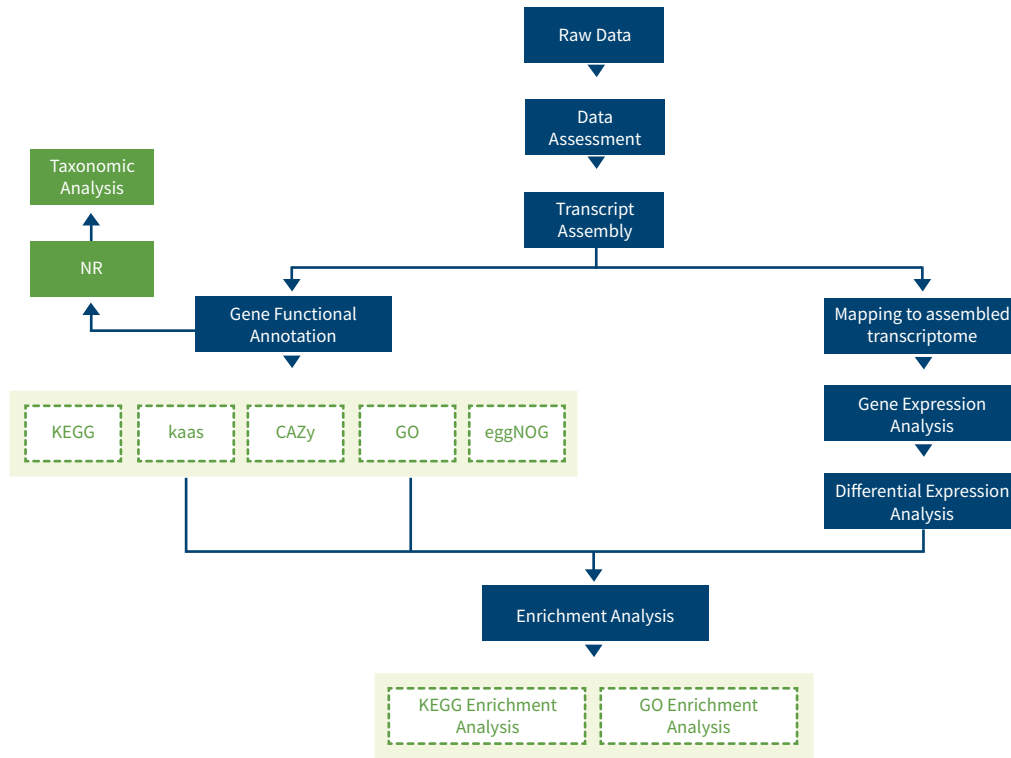 Raw Data
Data
Assessment
Taxonomic
Analysis
Transcript
Assembly
NR
Gene Functional
Annotation
Mapping to assembled
transcriptome
Gene Expression
Analysis
KEGG
kaas
CAZy
GO
eggNOG
Differential Expression
Analysis
Enrichment Analysis
KEGG Enrichment
Analysis
GO Enrichment
Analysis